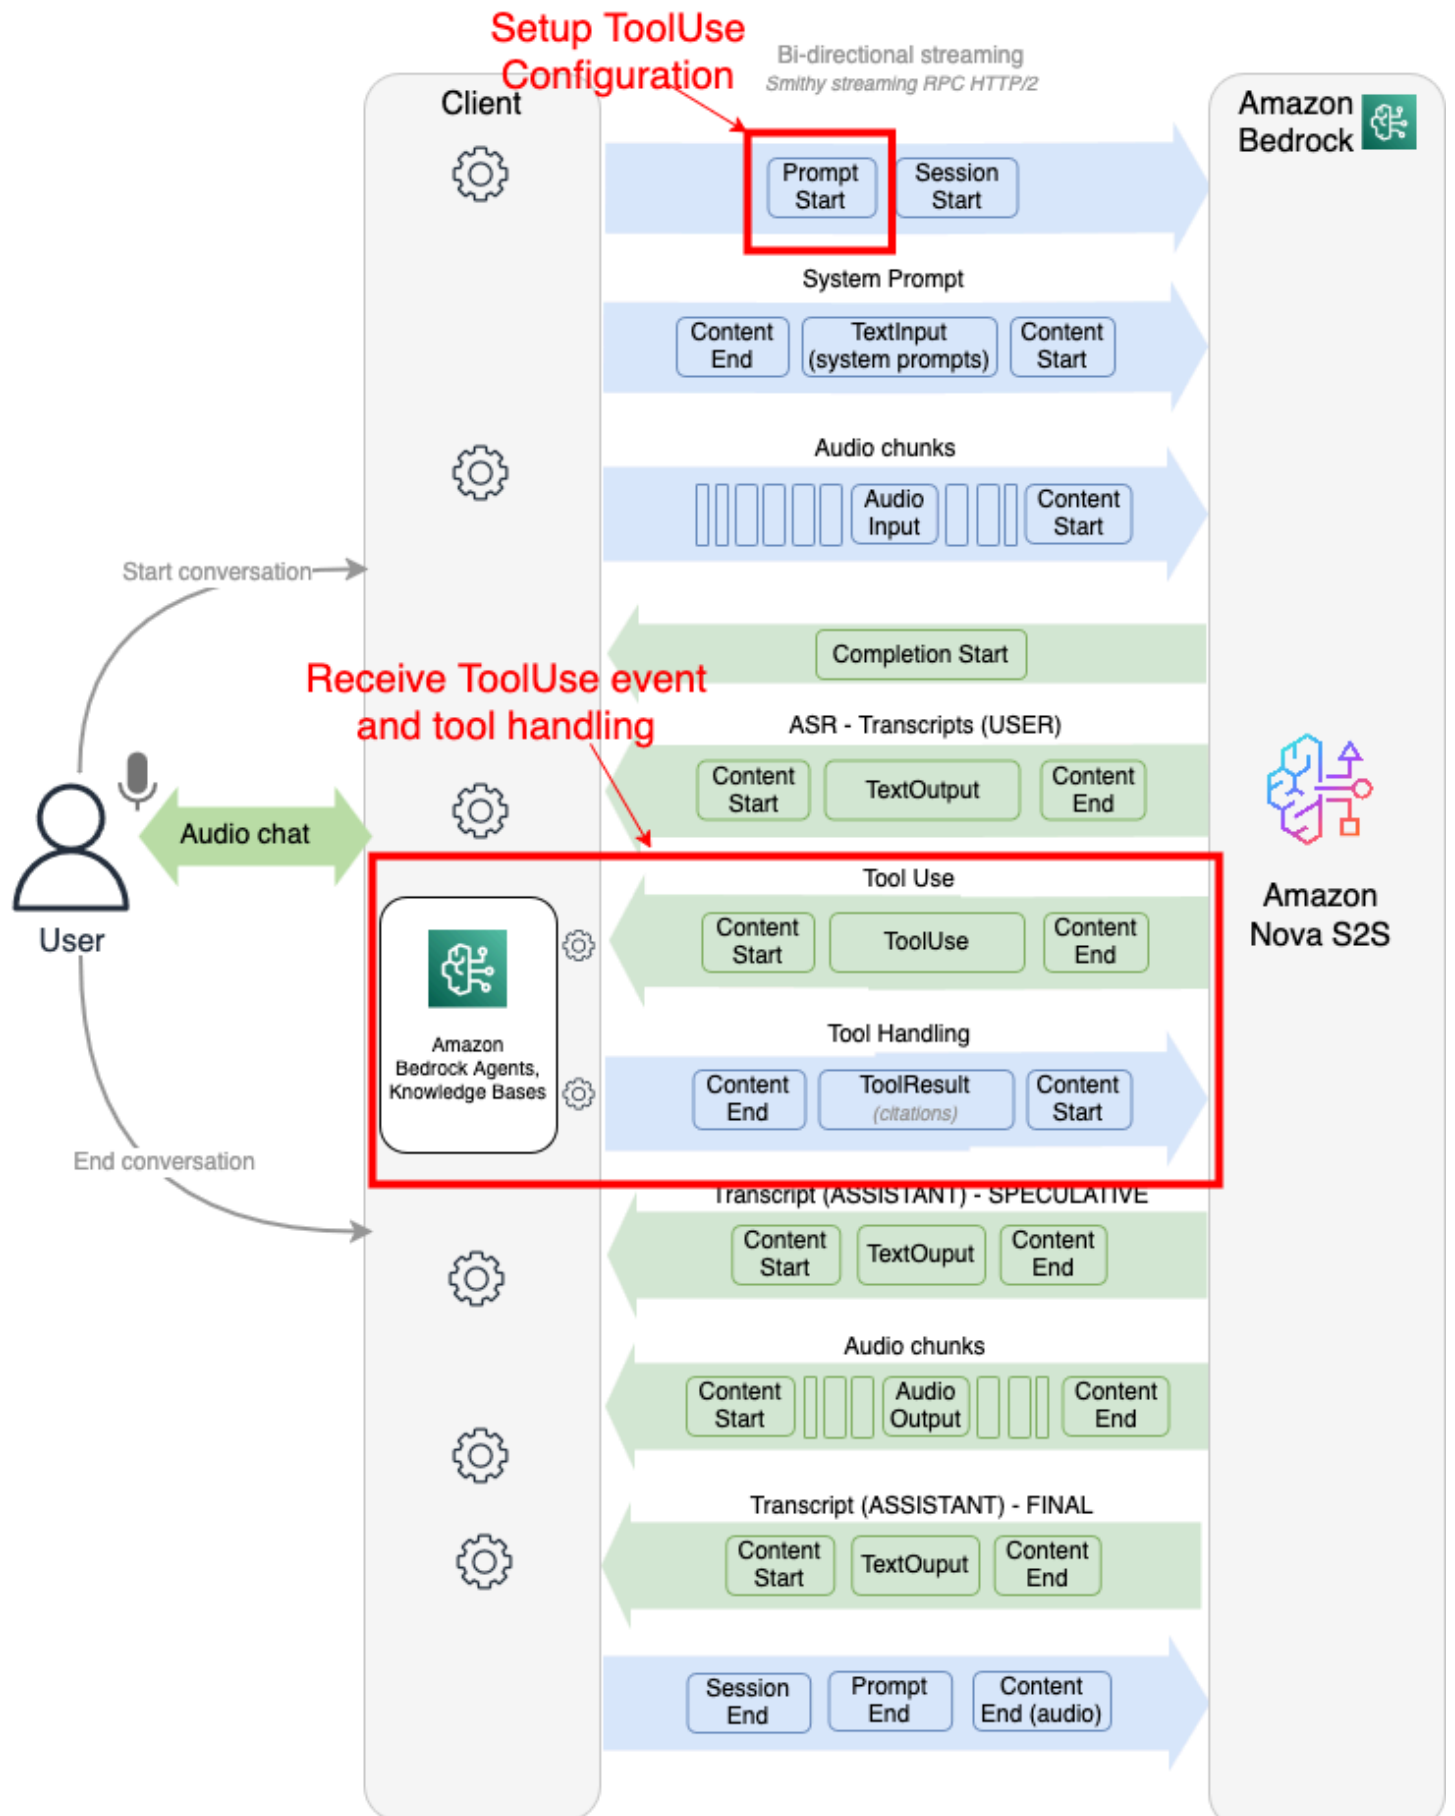 Setup ToolUse
Configuration
Bi-directional streaming
Smithy streaming RPC HTTP/2
Client
Amazon
Bedrock
Prompt
Start
Session
Start
System Prompt
Content
End
TextInput
(system prompts)
Content
Start
Audio chunks
Audio
Input
Content
Start
Start conversation
Completion Start
Receive ToolUse event
and tool handling
ASR - Transcripts (USER)
Content
Start
TextOutput
Content
End
Audio chat
User
Amazon
Nova S2S
Tool Use
Content
Start
ToolUse
Content
End
Amazon
Bedrock Agents,
Knowledge Bases
Tool Handling
Content
End
ToolResult
(citations)
Content
Start
End conversation
Transcript (ASSISTANT) - SPECULATIVE
Content
Start
TextOuput
Content
End
Audio chunks
Content
Start
Audio
Output
Content
End
Transcript (ASSISTANT) - FINAL
Content
Start
TextOuput
Content
End
Session
End
Prompt
End
Content
End (audio)